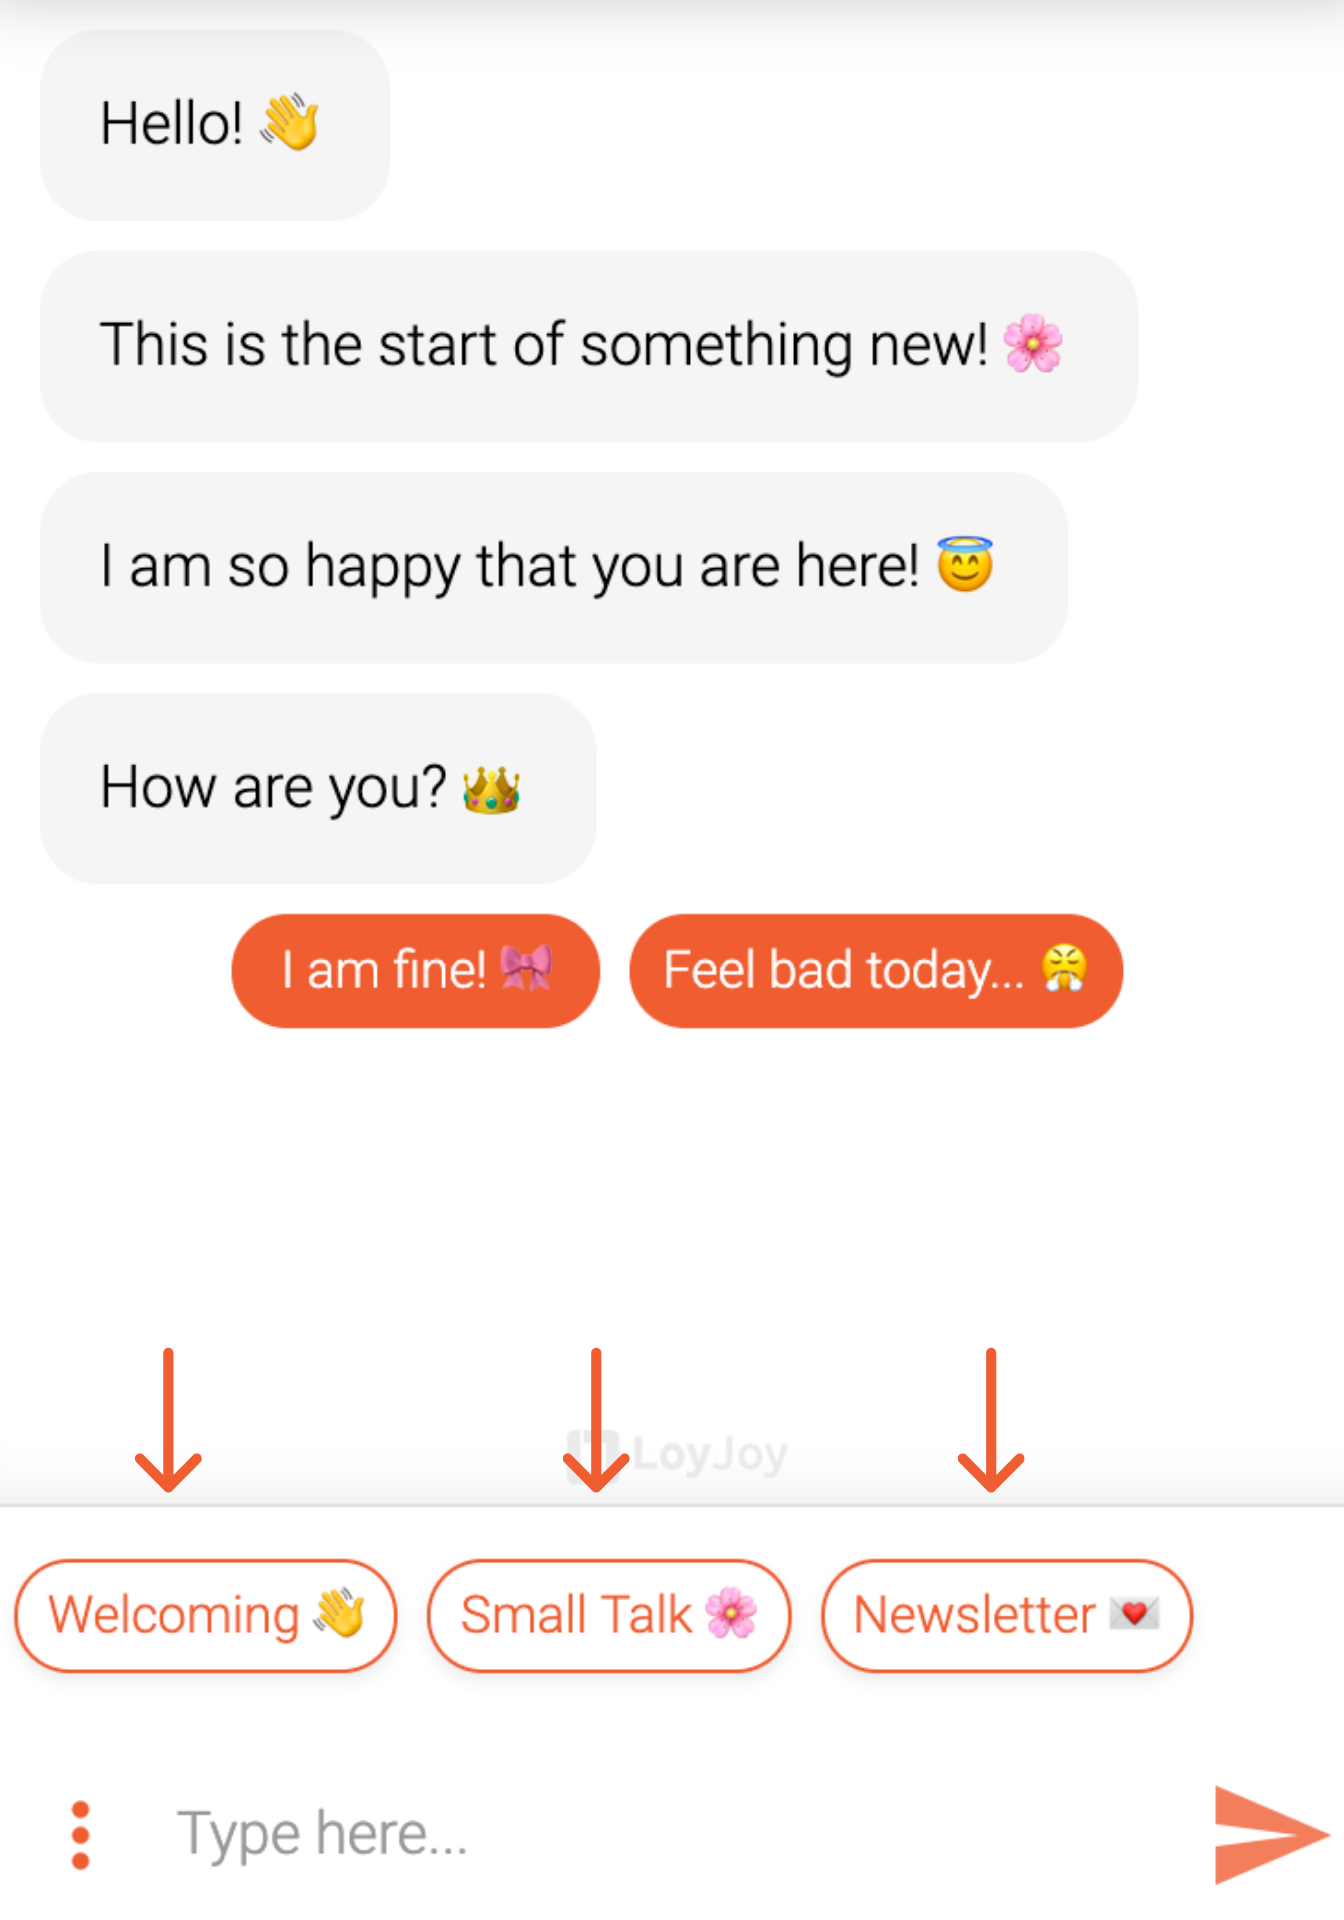 Hello! 👋
This is the start of something new! 🌸
I am so happy that you are here! 😇
How are you? 👑
I am fine! 🎀 Feel bad today... 😤
LoyJoy
Welcoming 👋 Small Talk 🌸 Newsletter 💌
Type here...